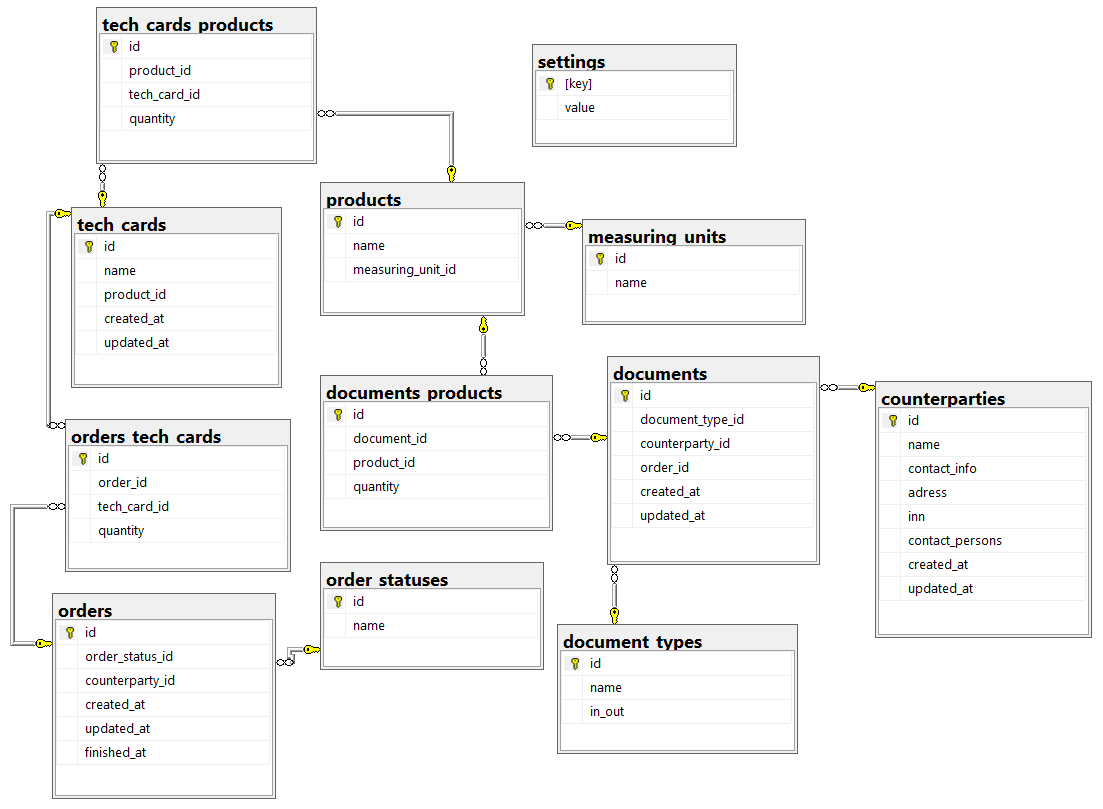 tech_cards_products
id
product_id
tech_card_id
quantity
settings
[key]
value
products
id
name
measuring_unit_id
measuring_units
id
name
tech_cards
id
name
product_id
created_at
updated_at
documents_products
id
document_id
product_id
quantity
documents
id
document_type_id
counterparty_id
order_id
created_at
updated_at
counterparties
id
name
contact_info
adress
inn
contact_persons
created_at
updated_at
orders_tech_cards
id
order_id
tech_card_id
quantity
order_statuses
id
name
orders
id
order_status_id
counterparty_id
created_at
updated_at
finished_at
document_types
id
name
in_out